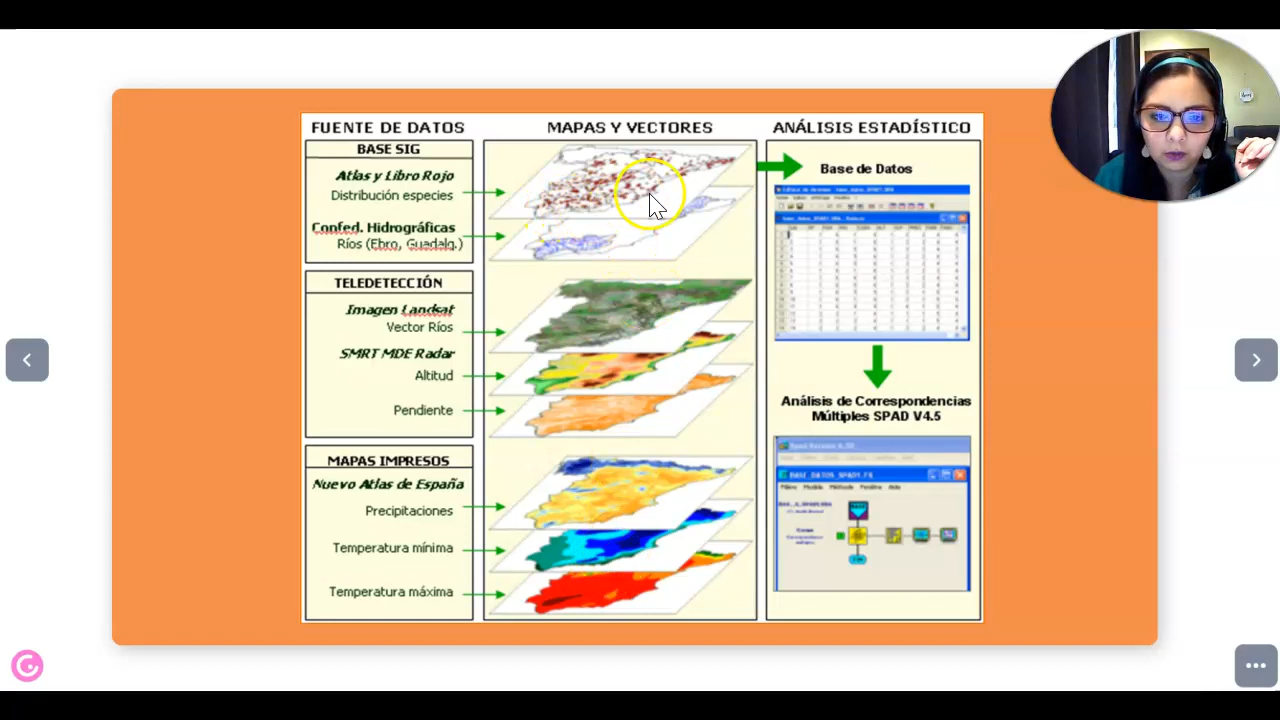 FUENTE DE DATOS
MAPAS Y VECTORES
ANÁLISIS ESTADÍSTICO
BASE SIG
Atlas y Libro Rojo
Distribución especies
Confed. Hidrográficas
Ríos (Ebro, Guadalq.)
TELEDETECCIÓN
Imagen Landsat
Vector Ríos
SMRT MDE Radar
Altitud
Pendiente
MAPAS IMPRESOS
Nuevo Atlas de España
Precipitaciones
Temperatura mínima
Temperatura máxima
Base de Datos
Análisis de Correspondencias
Múltiples SPAD V4.5